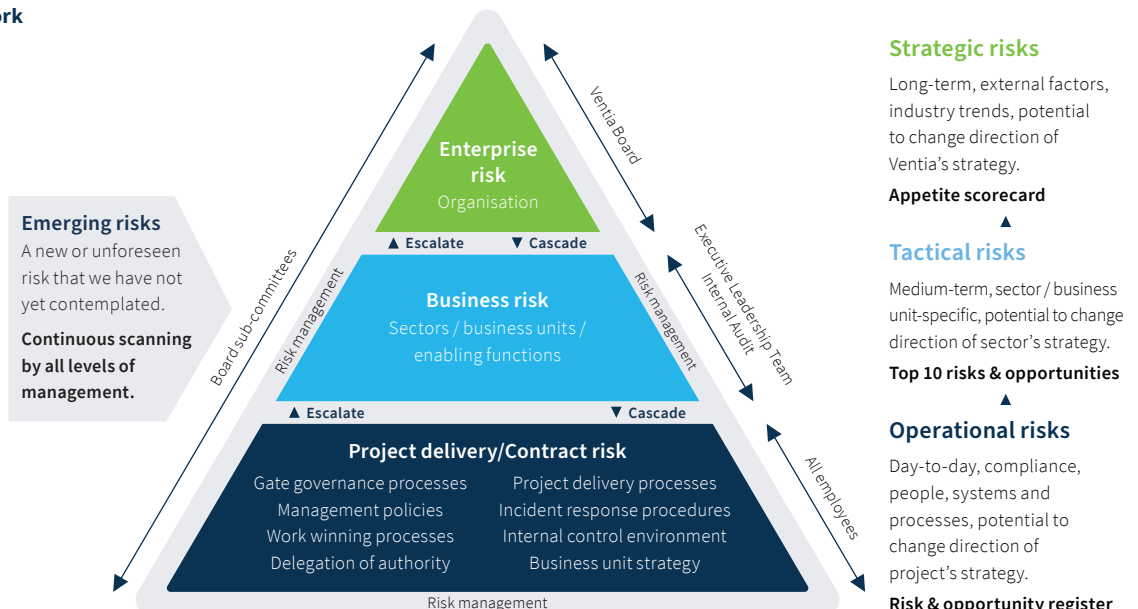 Emerging risks
A new or unforeseen
risk that we have not
yet contemplated.
Continuous scanning
by all levels of
management.
Board sub-committees
Risk management
Enterprise
risk
Organisation
▲ Escalate ▼ Cascade
Business risk
Sectors / business units /
enabling functions
▲ Escalate ▼ Cascade
Project delivery/Contract risk
Gate governance processes
Management policies
Work winning processes
Delegation of authority
Project delivery processes
Incident response procedures
Internal control environment
Business unit strategy
Risk management
Risk management
Ventia Board
Executive Leadership Team
Internal Audit
All employees
Strategic risks
Long-term, external factors,
industry trends, potential
to change direction of
Ventia’s strategy.
Appetite scorecard
▲
Tactical risks
Medium-term, sector / business
unit-specific, potential to change
direction of sector’s strategy.
Top 10 risks & opportunities
▲
Operational risks
Day-to-day, compliance,
people, systems and
processes, potential to
change direction of
project’s strategy.
Risk & opportunity register